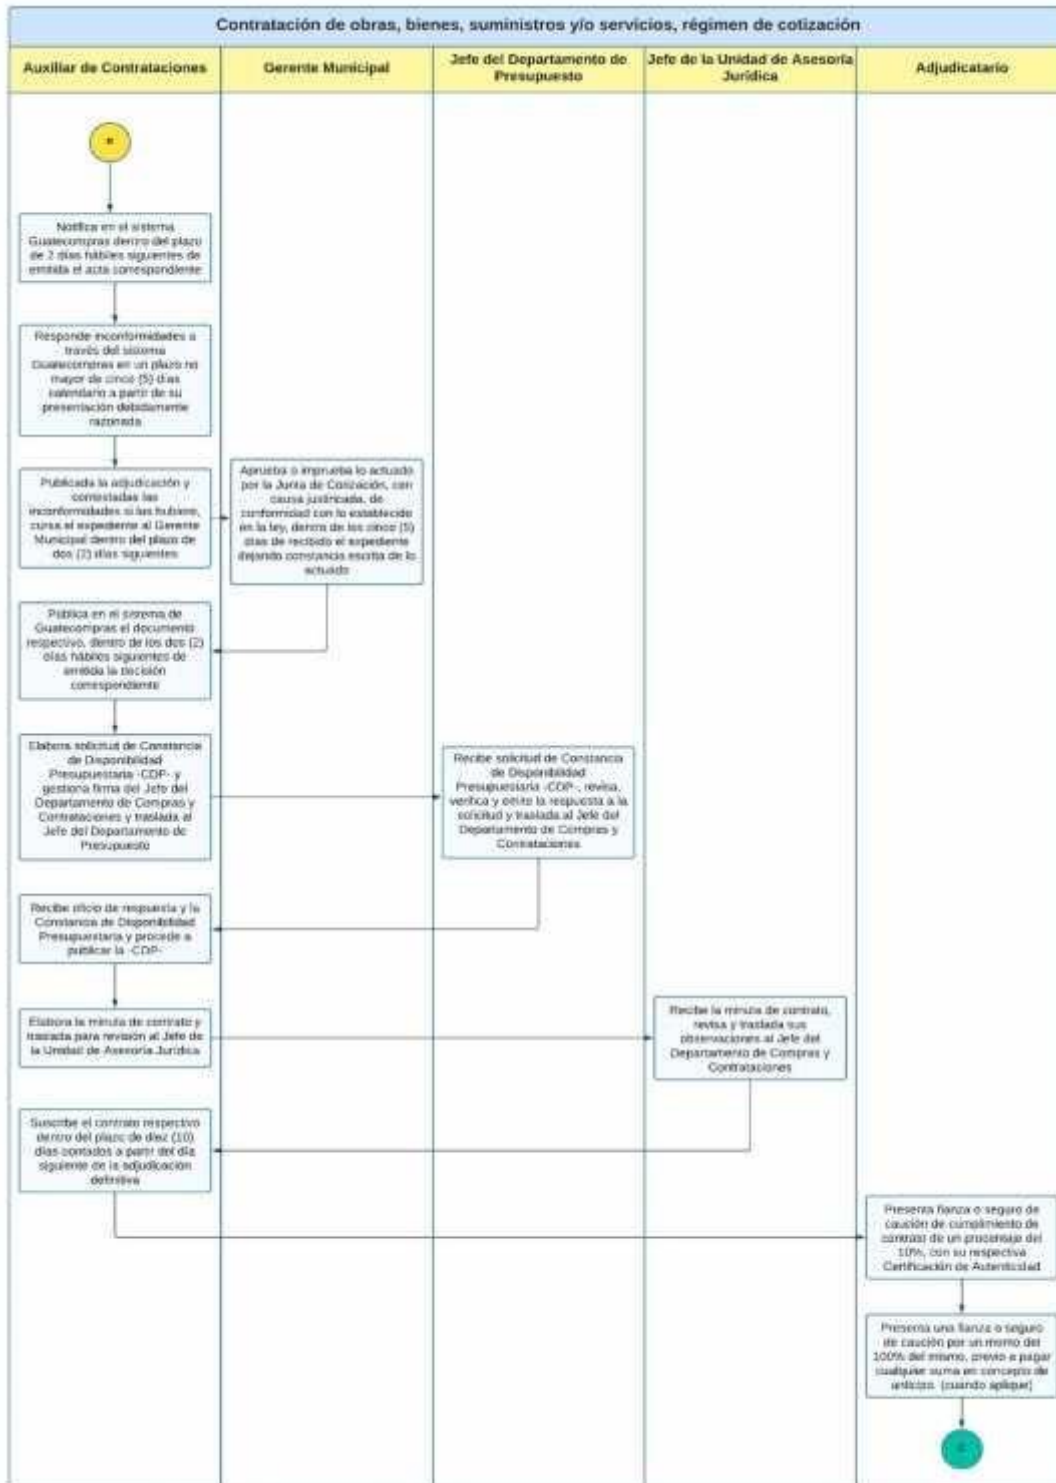 Contratación de obras, bienes, suministros y/o servicios, régimen de cotización
Auxiliar de Contrataciones
Gerente Municipal
Jefe del Departamento de
Presupuesto
Jefe de la Unidad de Asesoría
Jurídica
Adjudicatario
Notifica en el sistema
Guatecompras dentro del plazo
de 2 días hábiles siguientes de
emitida el acta correspondiente
Responde inconformidades a
través del sistema
Guatecompras en un plazo no
mayor de cinco (5) días
calendario a partir de su
presentación debidamente
razonada
Publicada la adjudicación y
contestadas las
inconformidades si las hubiere,
cursa el expediente al Gerente
Municipal dentro del plazo de
dos (2) días siguientes
Aprueba o imprueba lo actuado
por la Junta de Cotización, con
causa justificada, de
conformidad con lo establecido
en la ley, dentro de los cinco (5)
días de recibido el expediente
dejando constancia escrita de lo
actuado
Publica en el sistema de
Guatecompras el documento
respectivo, dentro de los dos (2)
días hábiles siguientes de
emitida la decisión
correspondiente
Elabora solicitud de Constancia
de Disponibilidad
Presupuestaria -CDP- y
gestiona firma del Jefe del
Departamento de Compras y
Contrataciones y traslada al
Jefe del Departamento de
Presupuesto
Recibe solicitud de Constancia
de Disponibilidad
Presupuestaria -CDP-, revisa,
verifica y emite la respuesta a la
solicitud y traslada al Jefe del
Departamento de Compras y
Contrataciones
Recibe oficio de respuesta y la
Constancia de Disponibilidad
Presupuestaria y procede a
publicar la -CDP-
Elabora la minuta de contrato y
traslada para revisión al Jefe de
la Unidad de Asesoría Jurídica
Recibe la minuta de contrato,
revisa y traslada sus
observaciones al Jefe del
Departamento de Compras y
Contrataciones
Suscribe el contrato respectivo
dentro del plazo de diez (10)
días contados a partir del día
siguiente de la adjudicación
definitiva
Presenta fianza o seguro de
caución de cumplimiento de
contrato de un porcentaje del
10%, con su respectiva
Certificación de Autenticidad
Presenta una fianza o seguro
de caución por un monto del
100% del mismo, previo a pagar
cualquier suma en concepto de
anticipo. (cuando aplique)